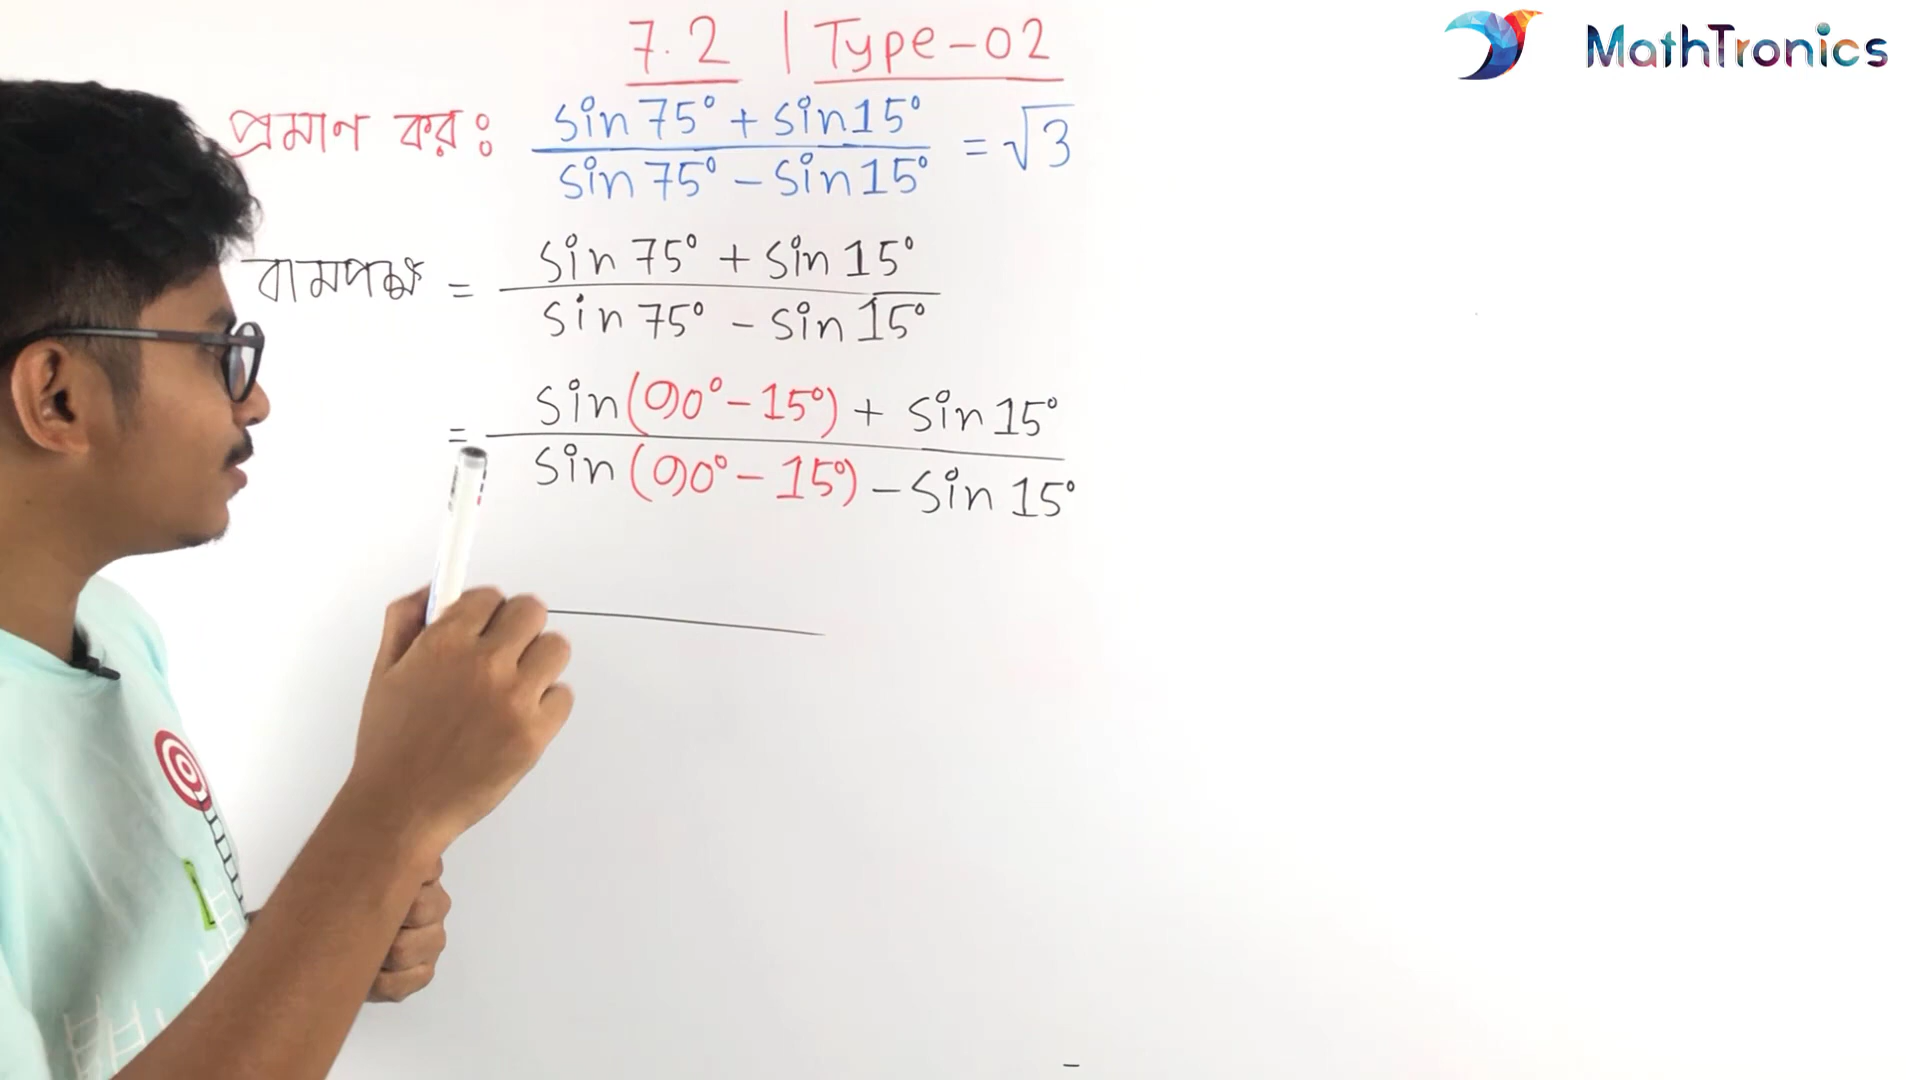 7.2 | Type-02
MathTronics
প্রমাণ করঃ (sin 75° + sin 15°) / (sin 75° - sin 15°) = √3
বামপক্ষ = (sin 75° + sin 15°) / (sin 75° - sin 15°)
= (sin(90° - 15°) + sin 15°) / (sin(90° - 15°) - sin 15°)